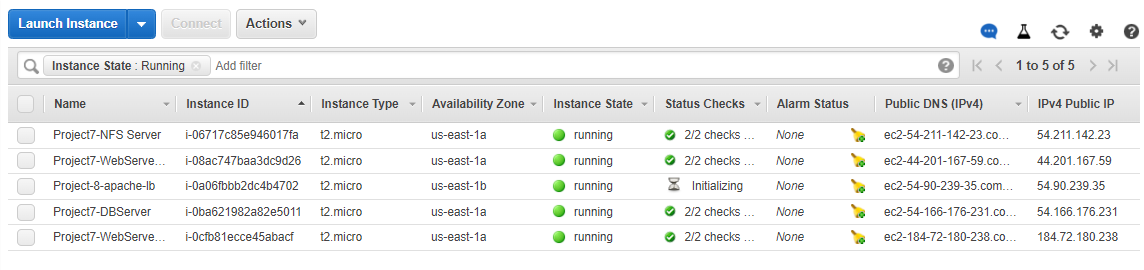 Launch Instance Connect Actions
Instance State : Running Add filter 1 to 5 of 5
Name Instance ID Instance Type Availability Zone Instance State Status Checks Alarm Status Public DNS (IPv4) IPv4 Public IP
Project7-NFS Server i-06717c85e946017fa t2.micro us-east-1a running 2/2 checks ... None ec2-54-211-142-23.co... 54.211.142.23
Project7-WebServe... i-08ac747baa3dc9d26 t2.micro us-east-1a running 2/2 checks ... None ec2-44-201-167-59.co... 44.201.167.59
Project-8-apache-lb i-0a06fbbb2dc4b4702 t2.micro us-east-1b running Initializing None ec2-54-90-239-35.com... 54.90.239.35
Project7-DBServer i-0ba621982a82e5011 t2.micro us-east-1a running 2/2 checks ... None ec2-54-166-176-231.co... 54.166.176.231
Project7-WebServe... i-0cfb81ecce45abacf t2.micro us-east-1a running 2/2 checks ... None ec2-184-72-180-238.co... 184.72.180.238